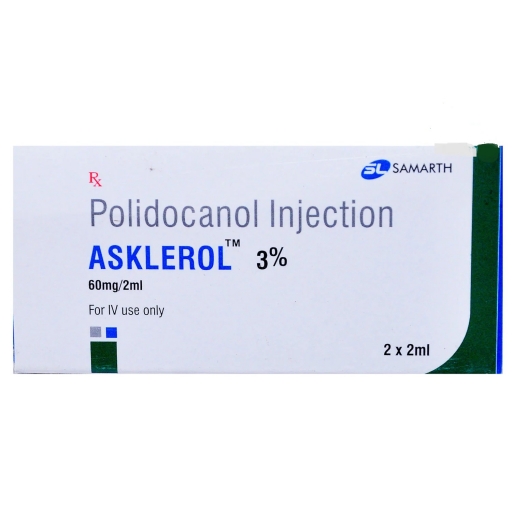 SL SAMARTH
Rx
Polidocanol Injection
ASKLEROL™ 3%
60mg/2ml
For IV use only
2 x 2ml